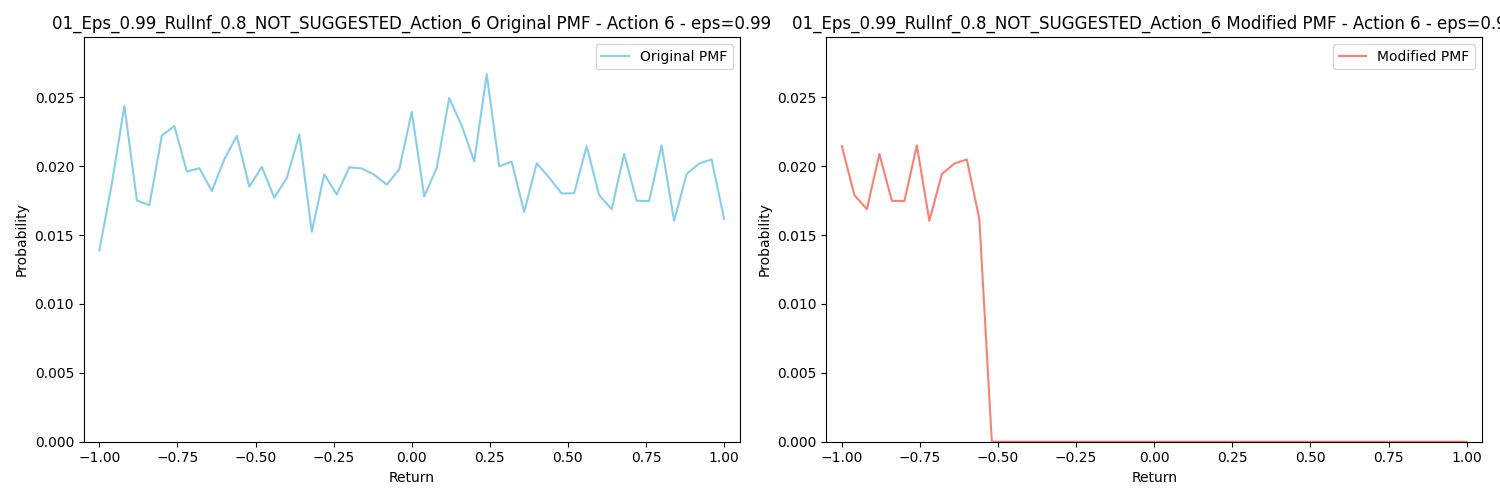 01_Eps_0.99_RulInf_0.8_NOT_SUGGESTED_Action_6 Original PMF - Action 6 - eps=0.99
Original PMF
0.025
0.020
0.015
0.010
0.005
0.000
Probability
−1.00 −0.75 −0.50 −0.25 0.00 0.25 0.50 0.75 1.00
Return
01_Eps_0.99_RulInf_0.8_NOT_SUGGESTED_Action_6 Modified PMF - Action 6 - eps=0.9
Modified PMF
0.025
0.020
0.015
0.010
0.005
0.000
Probability
−1.00 −0.75 −0.50 −0.25 0.00 0.25 0.50 0.75 1.00
Return